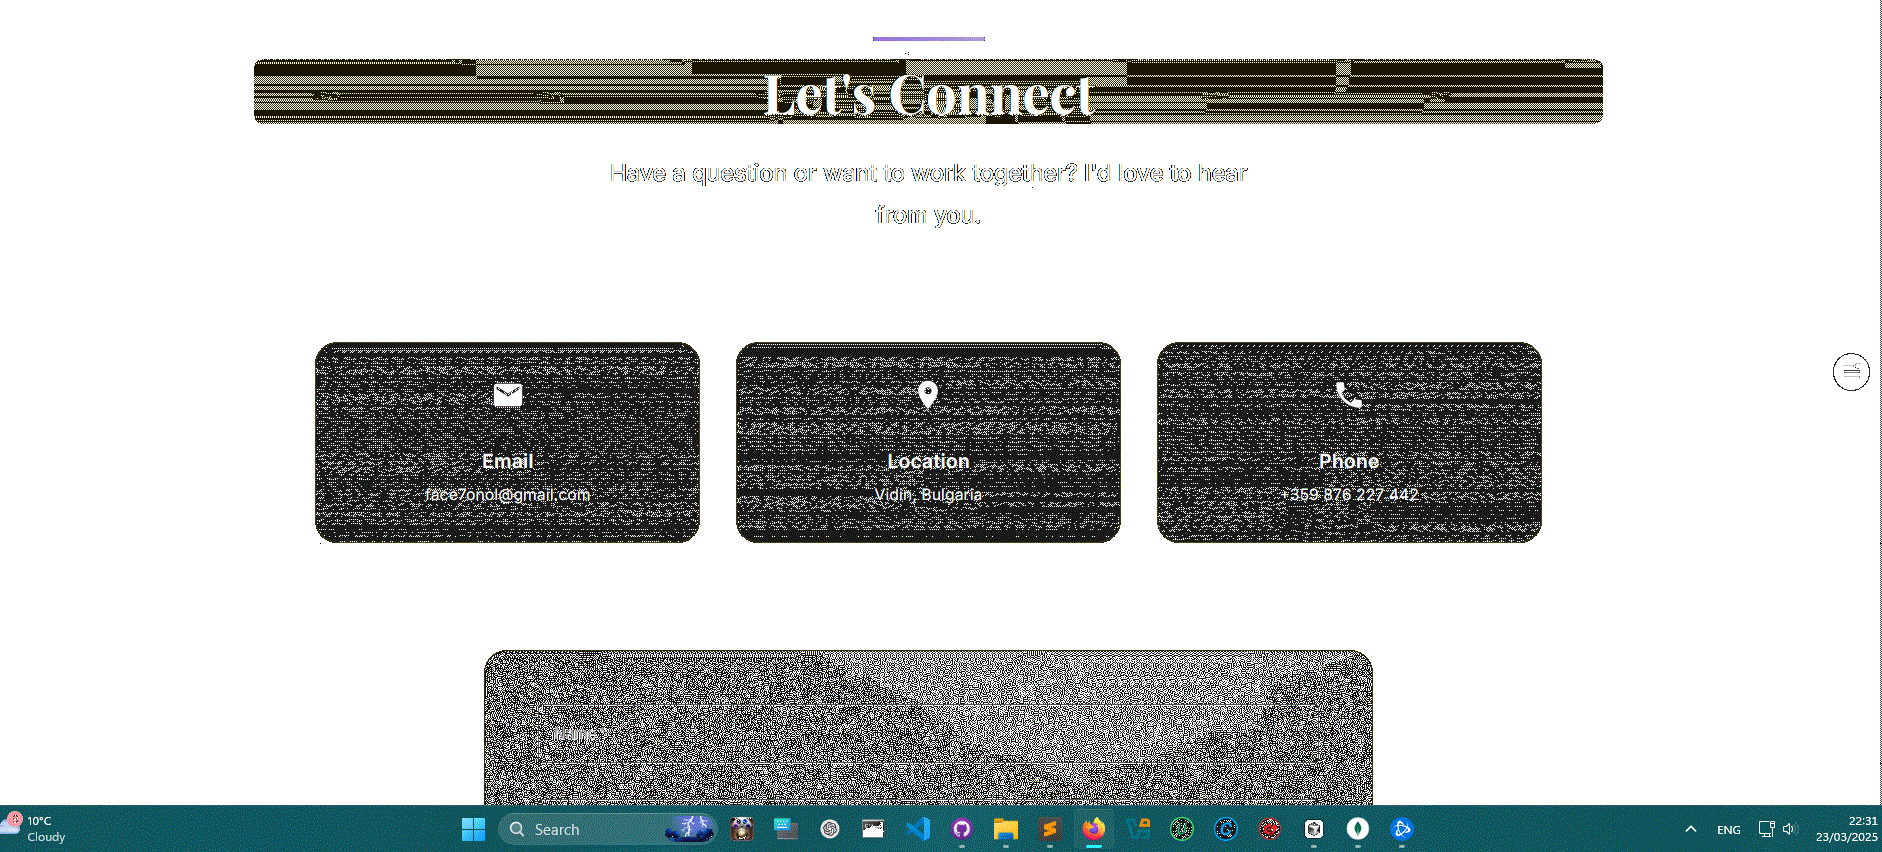 Let's Connect
Have a question or want to work together? I'd love to hear
from you.
Email
face7onol@gmail.com
Location
Vidin, Bulgaria
Phone
+359 876 227 442
10°C
Cloudy
Search
ENG
22:31
23/03/2025